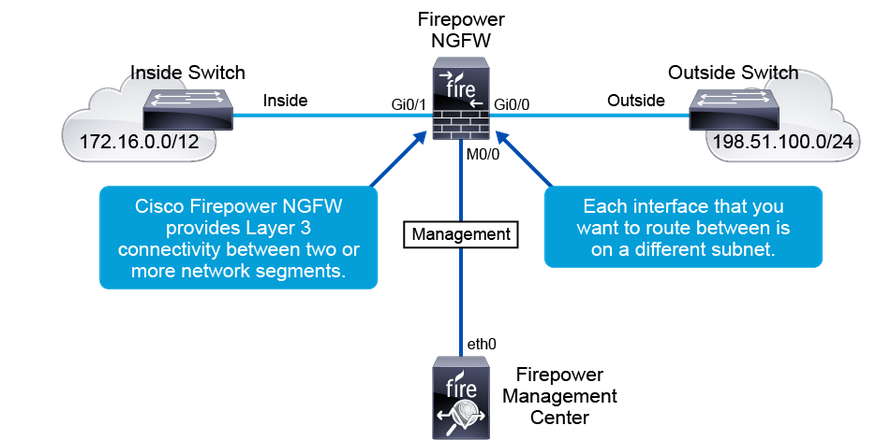 Firepower
NGFW
Inside Switch
Outside Switch
Inside
Gi0/1
fire
Gi0/0
Outside
172.16.0.0/12
198.51.100.0/24
M0/0
Cisco Firepower NGFW
provides Layer 3
connectivity between two or
more network segments.
Each interface that you
want to route between is
on a different subnet.
Management
eth0
fire
Firepower
Management
Center